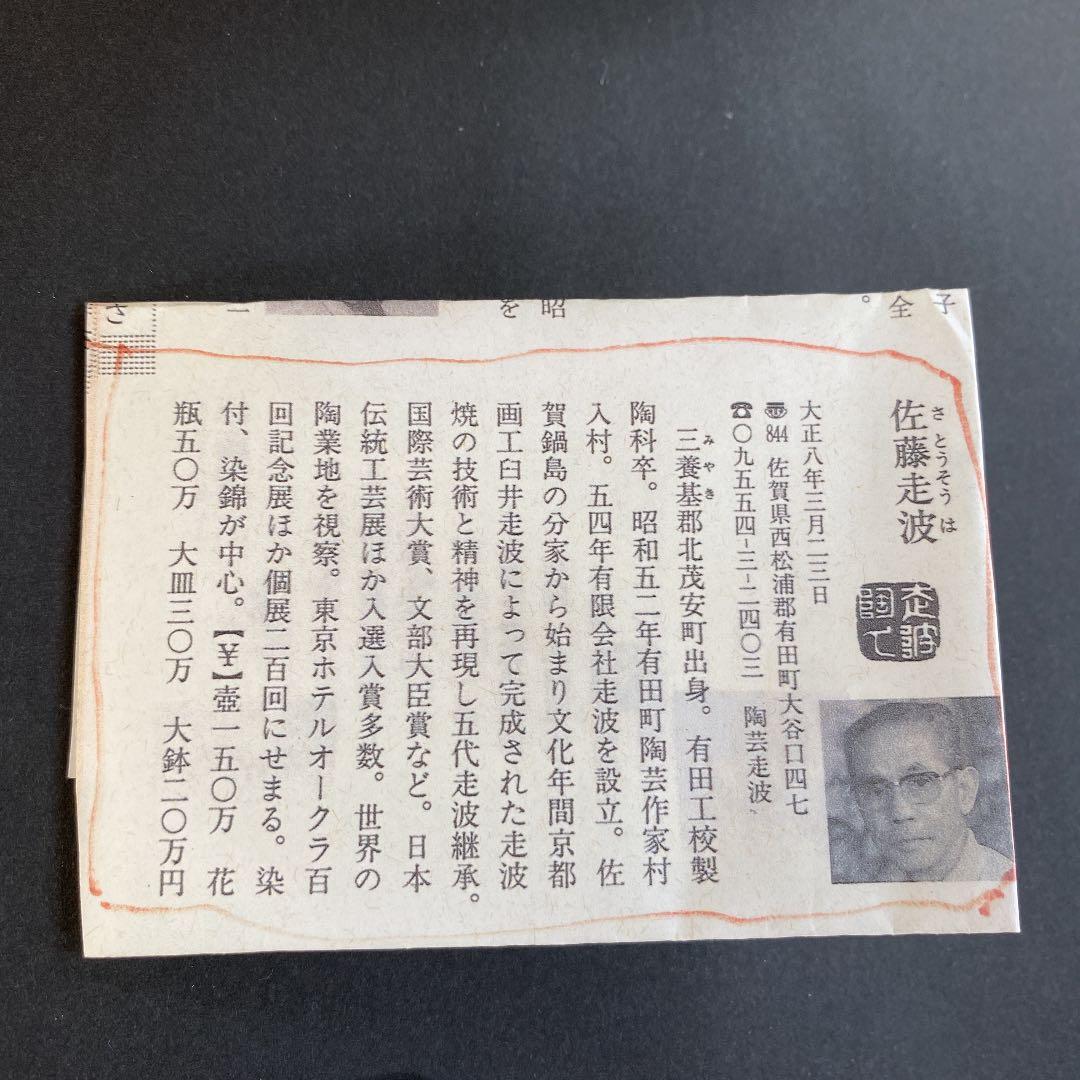 子
全。
昭
を
一
さ
さとうそうは
佐藤走波
走波
陶工
大正八年三月二二日
〠844 佐賀県西松浦郡有田町大谷口四七
☎〇九五五四-三-二四〇三 陶芸走波
みやき
三養基郡北茂安町出身。有田工校製
陶科卒。昭和五二年有田町陶芸作家村
入村。五四年有限会社走波を設立。佐
賀鍋島の分家から始まり文化年間京都
画工臼井走波によって完成された走波
焼の技術と精神を再現し五代走波継承。
国際芸術大賞、文部大臣賞など。日本
伝統工芸展ほか入選入賞多数。世界の
陶業地を視察。東京ホテルオークラ百
回記念展ほか個展二百回にせまる。染
付、染錦が中心。【¥】壺一五〇万 花
瓶五〇万 大皿三〇万 大鉢二〇万円